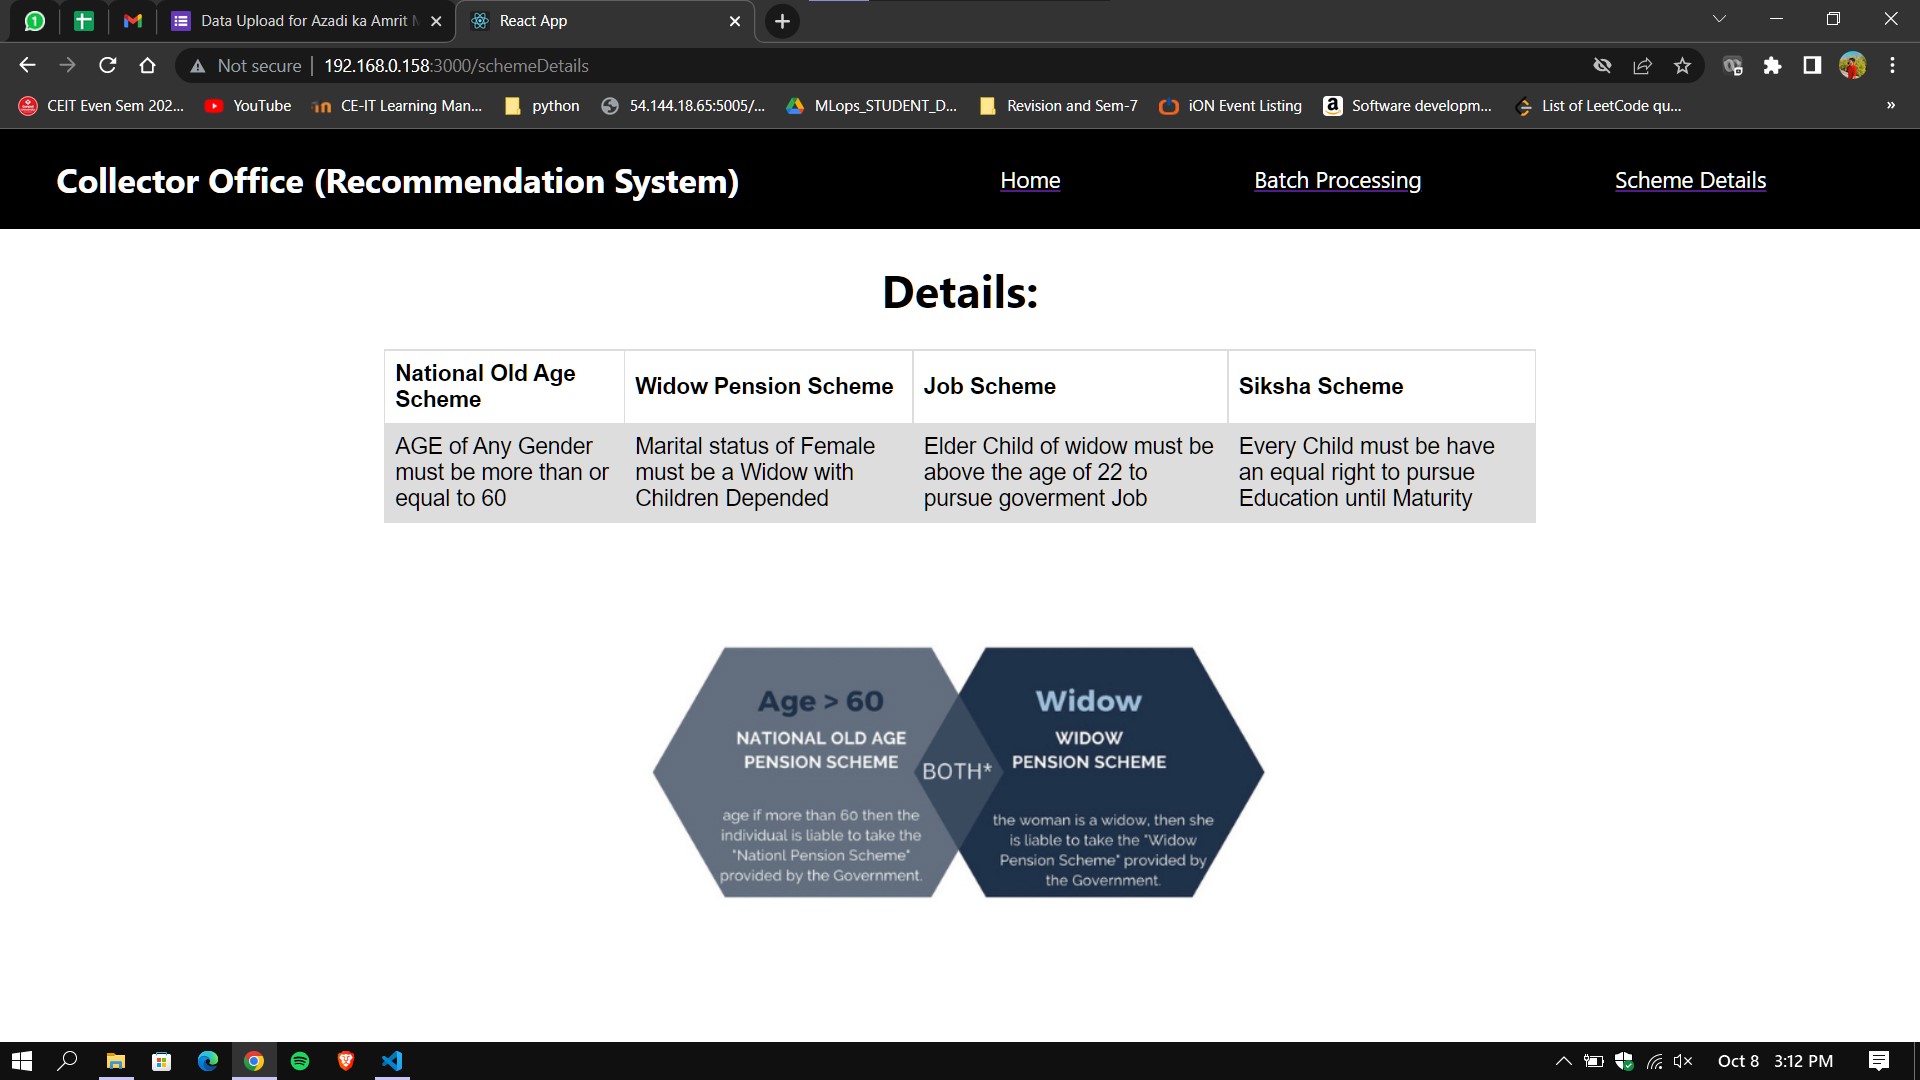 Data Upload for Azadi ka Amrit
React App
Not secure
192.168.0.158:3000/schemeDetails
CEIT Even Sem 202...
YouTube
CE-IT Learning Man...
python
54.144.18.65:5005/...
MLops_STUDENT_D...
Revision and Sem-7
iON Event Listing
Software developm...
List of LeetCode qu...
»
Collector Office (Recommendation System)
Home
Batch Processing
Scheme Details
Details:
National Old Age
Scheme
Widow Pension Scheme
Job Scheme
Siksha Scheme
AGE of Any Gender
must be more than or
equal to 60
Marital status of Female
must be a Widow with
Children Depended
Elder Child of widow must be
above the age of 22 to
pursue goverment Job
Every Child must be have
an equal right to pursue
Education until Maturity
Age > 60
NATIONAL OLD AGE
PENSION SCHEME
age if more than 60 then the
individual is liable to take the
"Nationl Pension Scheme"
provided by the Government.
BOTH*
Widow
WIDOW
PENSION SCHEME
the woman is a widow, then she
is liable to take the "Widow
Pension Scheme" provided by
the Government.
Oct 8 3:12 PM